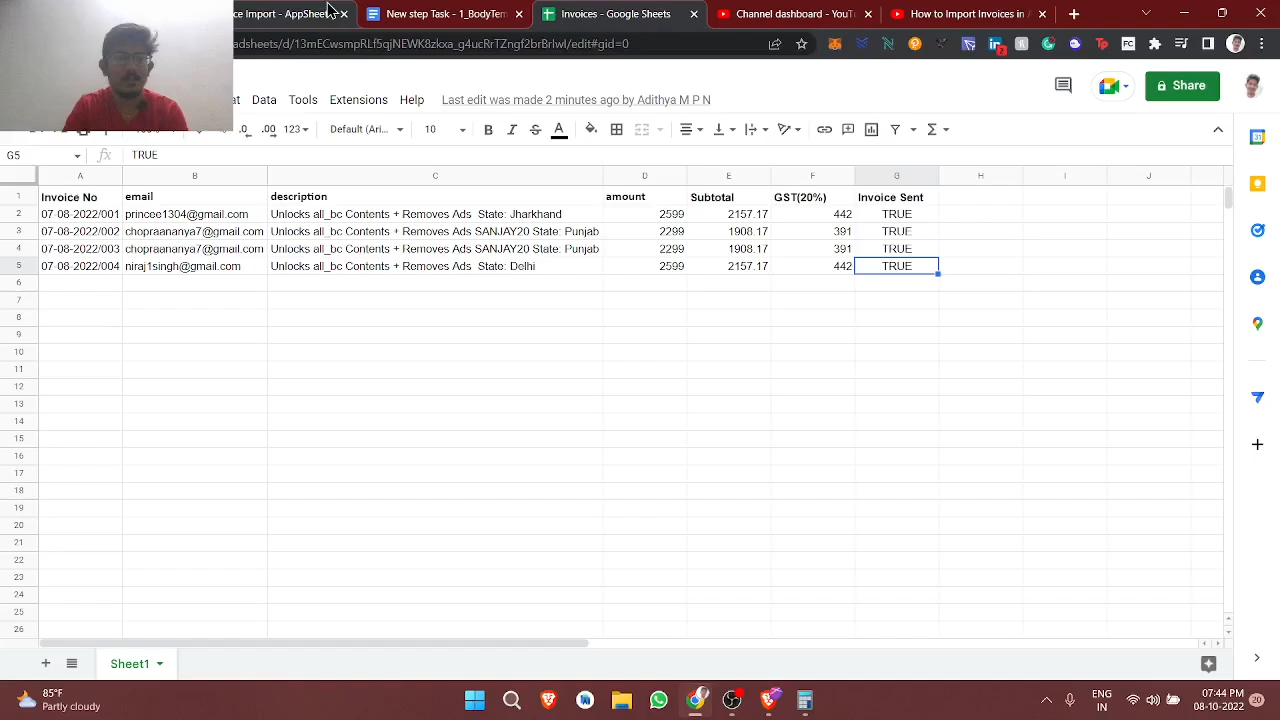 ce Import - AppSheet
New step Task - 1_BodyTem
Invoices - Google Sheets
Channel dashboard - YouTu
How to Import Invoices in A
adsheets/d/13mECwsmpRLf5qjNEWK8zkxa_g4ucRrTZngf2brBrlwI/edit#gid=0
at Data Tools Extensions Help Last edit was made 2 minutes ago by Adithya M P N
Share
.0 .00 123 Default (Ari... 10 B I S A
G5 fx TRUE
A B C D E F G H I J
1 Invoice No email description amount Subtotal GST(20%) Invoice Sent
2 07-08-2022/001 princec1304@gmail.com Unlocks all_bc Contents + Removes Ads State: Jharkhand 2599 2157.17 442 TRUE
3 07-08-2022/002 chopraananya7@gmail.com Unlocks all_bc Contents + Removes Ads SANJAY20 State: Punjab 2299 1908.17 391 TRUE
4 07-08-2022/003 chopraananya7@gmail.com Unlocks all_bc Contents + Removes Ads SANJAY20 State: Punjab 2299 1908.17 391 TRUE
5 07-08-2022/004 niraj1singh@gmail.com Unlocks all_bc Contents + Removes Ads State: Delhi 2599 2157.17 442 TRUE
6
7
8
9
10
11
12
13
14
15
16
17
18
19
20
21
22
23
24
25
26
Sheet1
85°F
Partly cloudy
ENG
IN
07:44 PM
08-10-2022
20